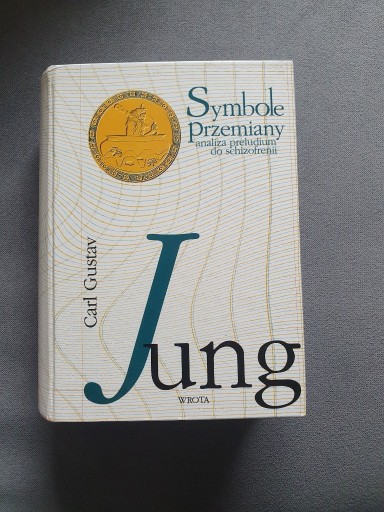 Symbole
Przemiany
analiza preludium
do schizofrenii
Carl Gustav
Jung
WROTA